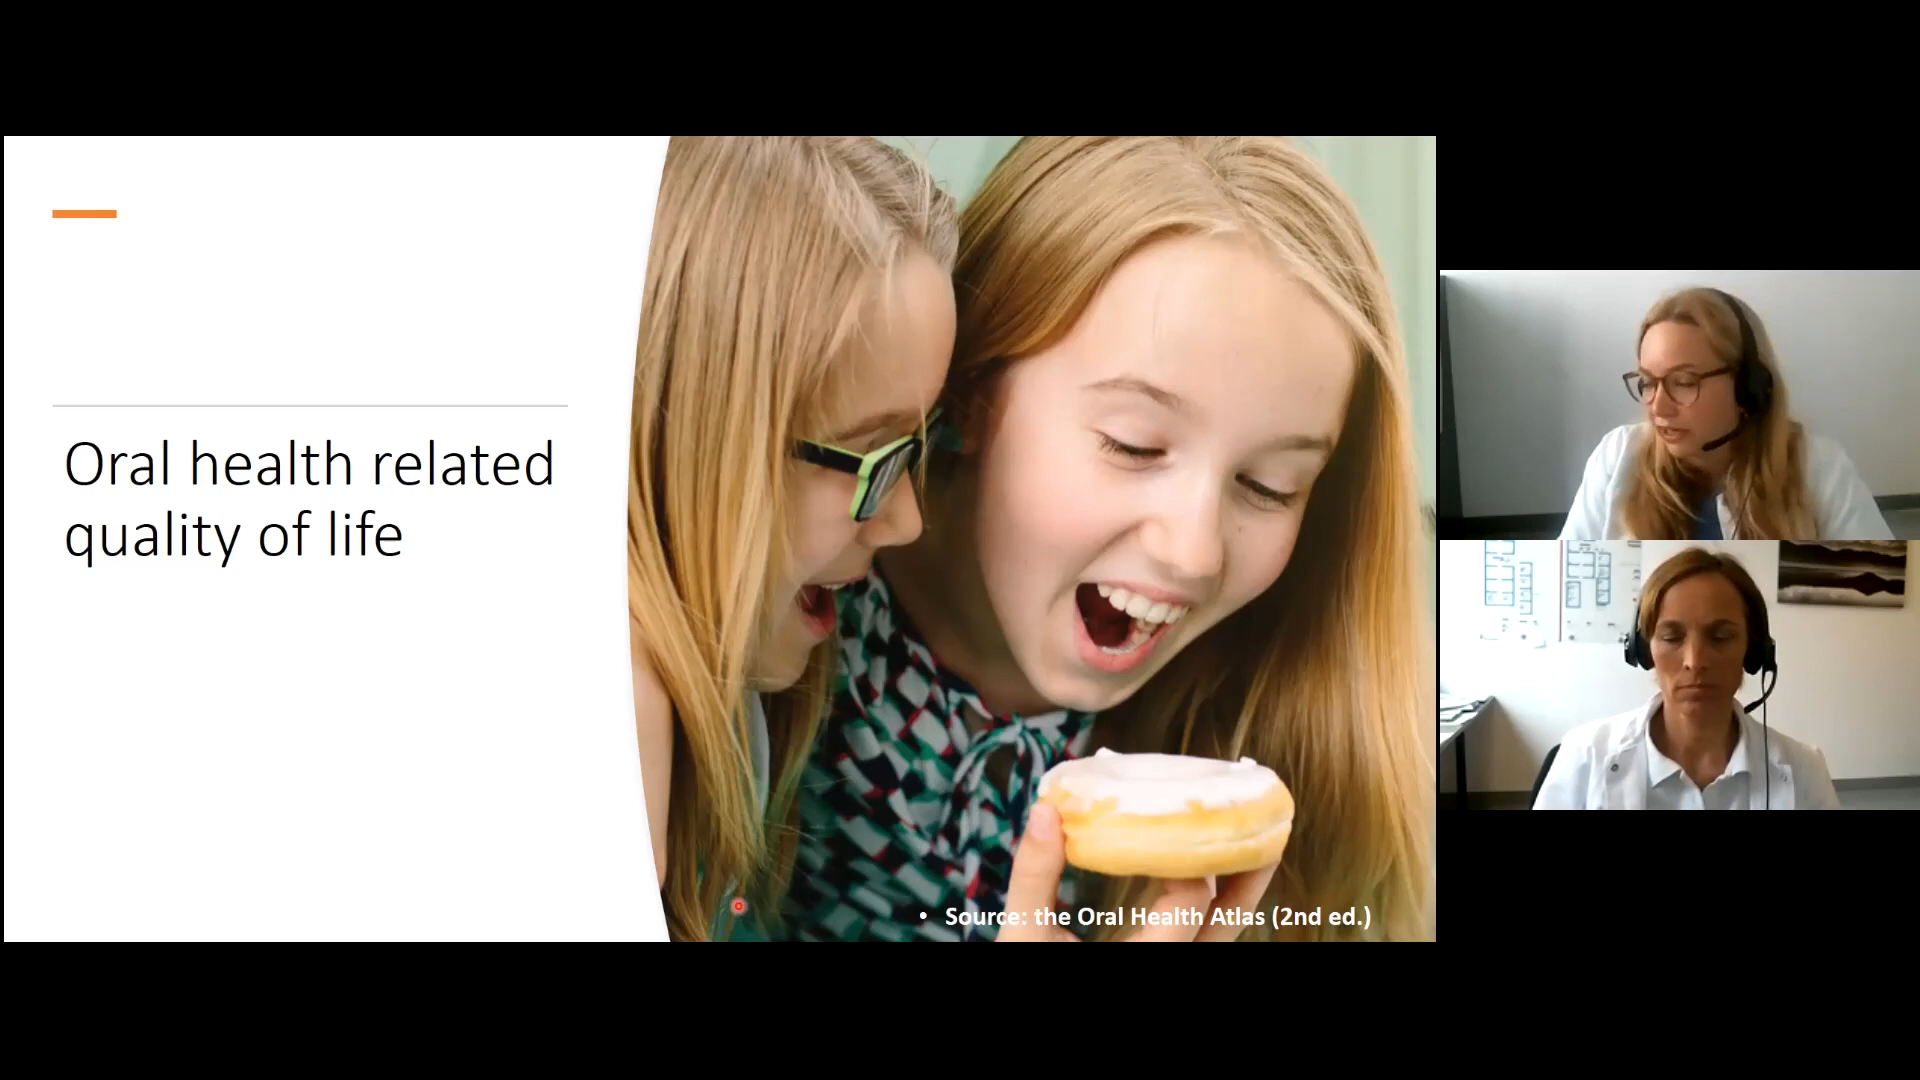 Oral health related
quality of life
• Source: the Oral Health Atlas (2nd ed.)